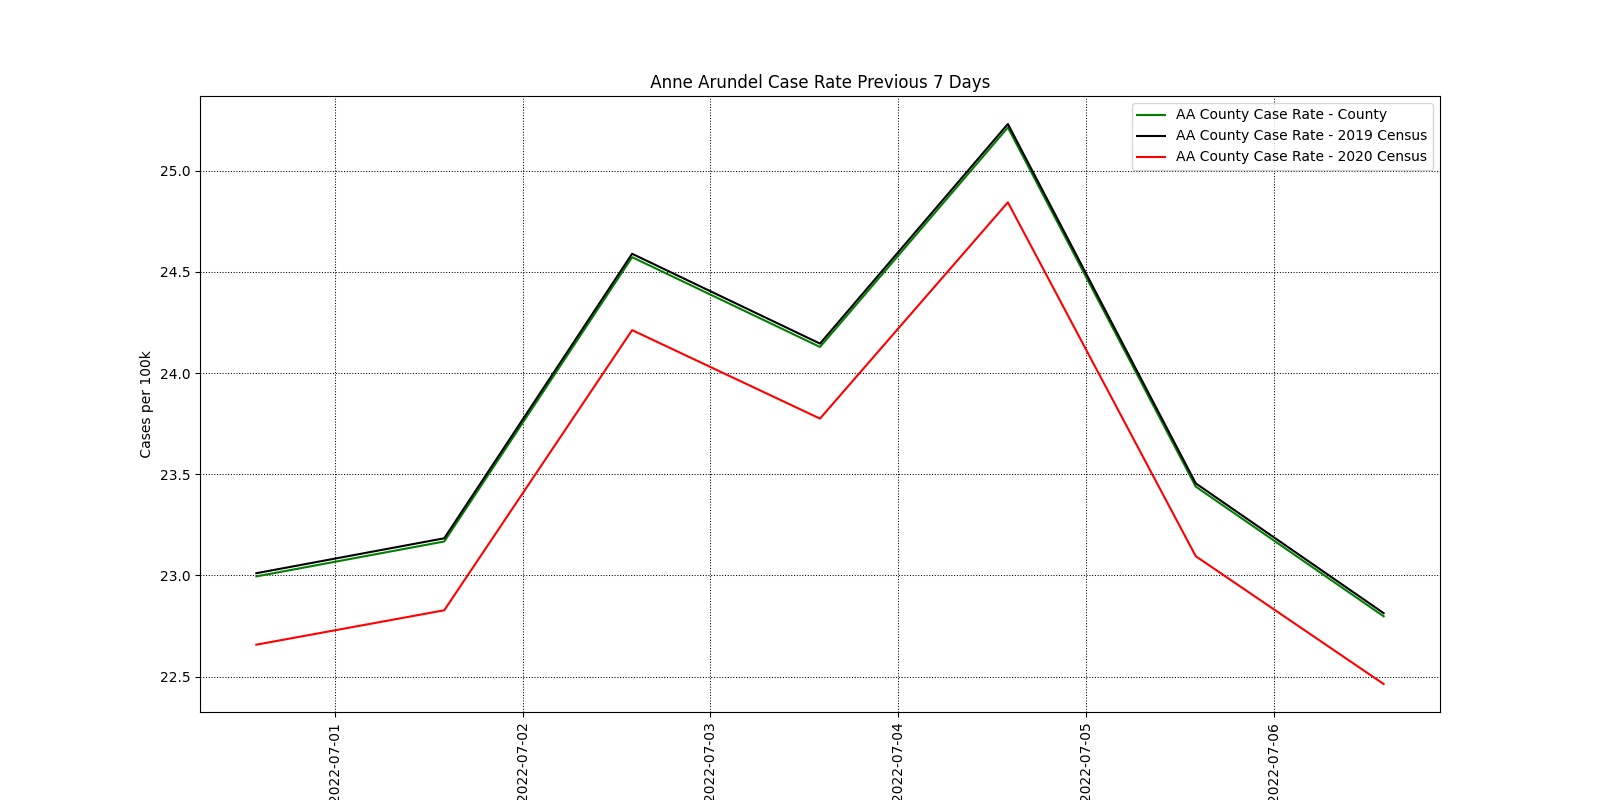 Anne Arundel Case Rate Previous 7 Days
AA County Case Rate - County
AA County Case Rate - 2019 Census
AA County Case Rate - 2020 Census
Cases per 100k
25.0
24.5
24.0
23.5
23.0
22.5
2022-07-01
2022-07-02
2022-07-03
2022-07-04
2022-07-05
2022-07-06